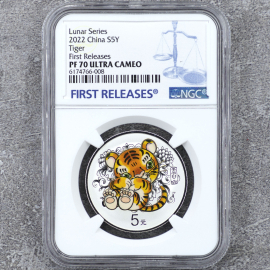 Lunar Series
2022 China S5Y
Tiger
First Releases
PF 70 ULTRA CAMEO
6174766-008
FIRST RELEASES®
NGC
5元